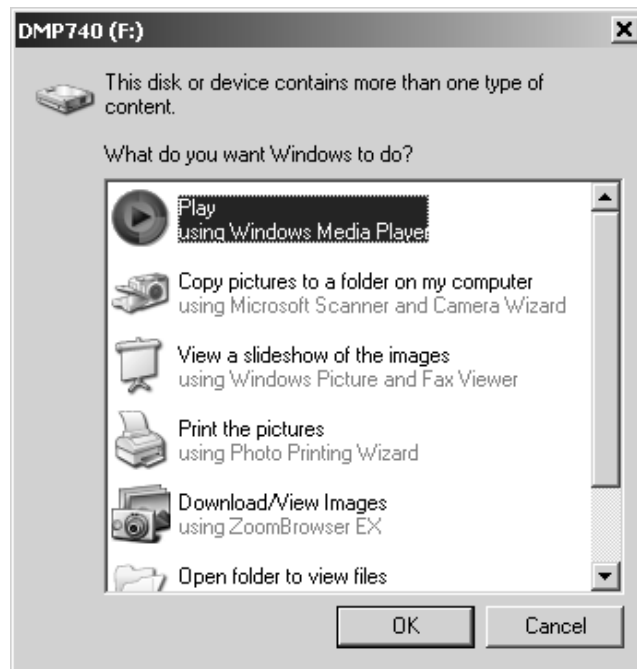 DMP740 (F:)
This disk or device contains more than one type of
content.
What do you want Windows to do?
Play
using Windows Media Player
Copy pictures to a folder on my computer
using Microsoft Scanner and Camera Wizard
View a slideshow of the images
using Windows Picture and Fax Viewer
Print the pictures
using Photo Printing Wizard
Download/View Images
using ZoomBrowser EX
Open folder to view files
OK
Cancel